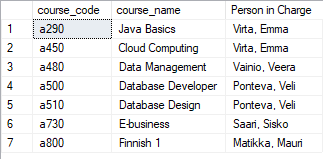 course_code course_name Person in Charge
1 a290 Java Basics Virta, Emma
2 a450 Cloud Computing Virta, Emma
3 a480 Data Management Vainio, Veera
4 a500 Database Developer Ponteva, Veli
5 a510 Database Design Ponteva, Veli
6 a730 E-business Saari, Sisko
7 a800 Finnish 1 Matikka, Mauri